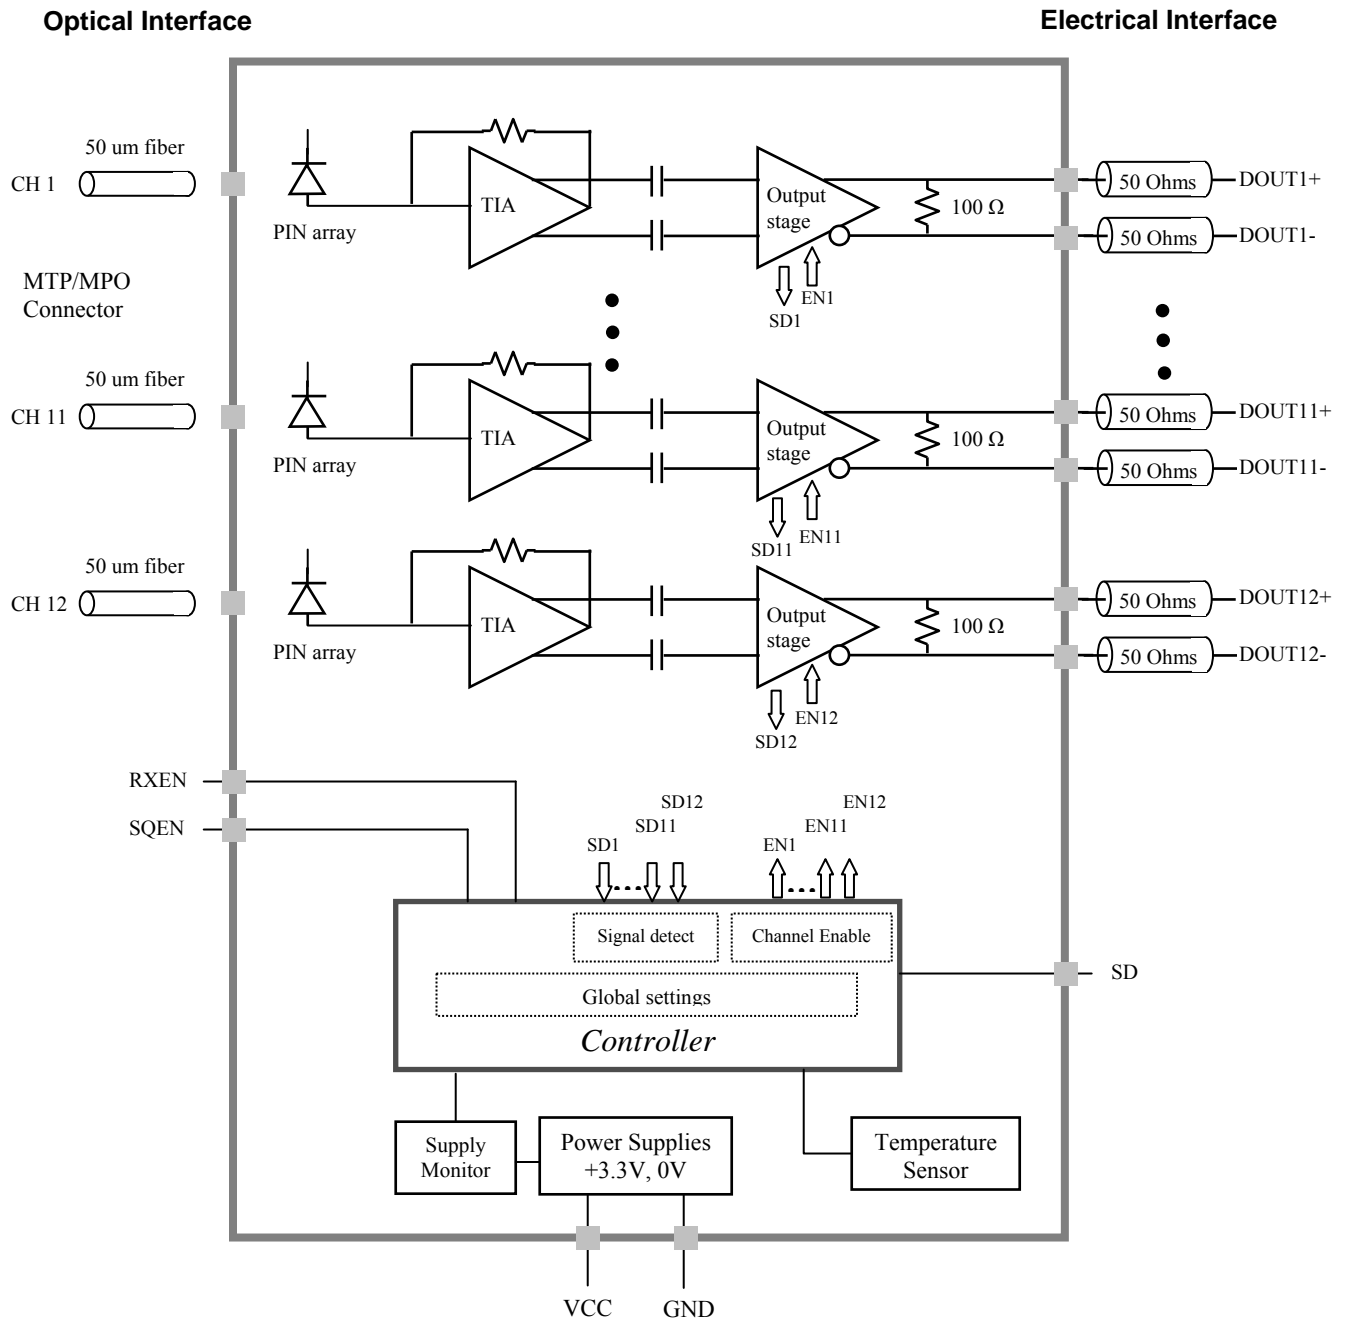 Optical Interface
Electrical Interface
50 um fiber
CH 1
PIN array
TIA
Output
stage
100 Ω
50 Ohms
DOUT1+
50 Ohms
DOUT1-
EN1
SD1
MTP/MPO
Connector
50 um fiber
CH 11
PIN array
TIA
Output
stage
100 Ω
50 Ohms
DOUT11+
50 Ohms
DOUT11-
EN11
SD11
50 um fiber
CH 12
PIN array
TIA
Output
stage
100 Ω
50 Ohms
DOUT12+
50 Ohms
DOUT12-
EN12
SD12
RXEN
SQEN
SD12
SD11
SD1
EN12
EN11
EN1
Signal detect
Channel Enable
Global settings
Controller
SD
Supply
Monitor
Power Supplies
+3.3V, 0V
Temperature
Sensor
VCC
GND